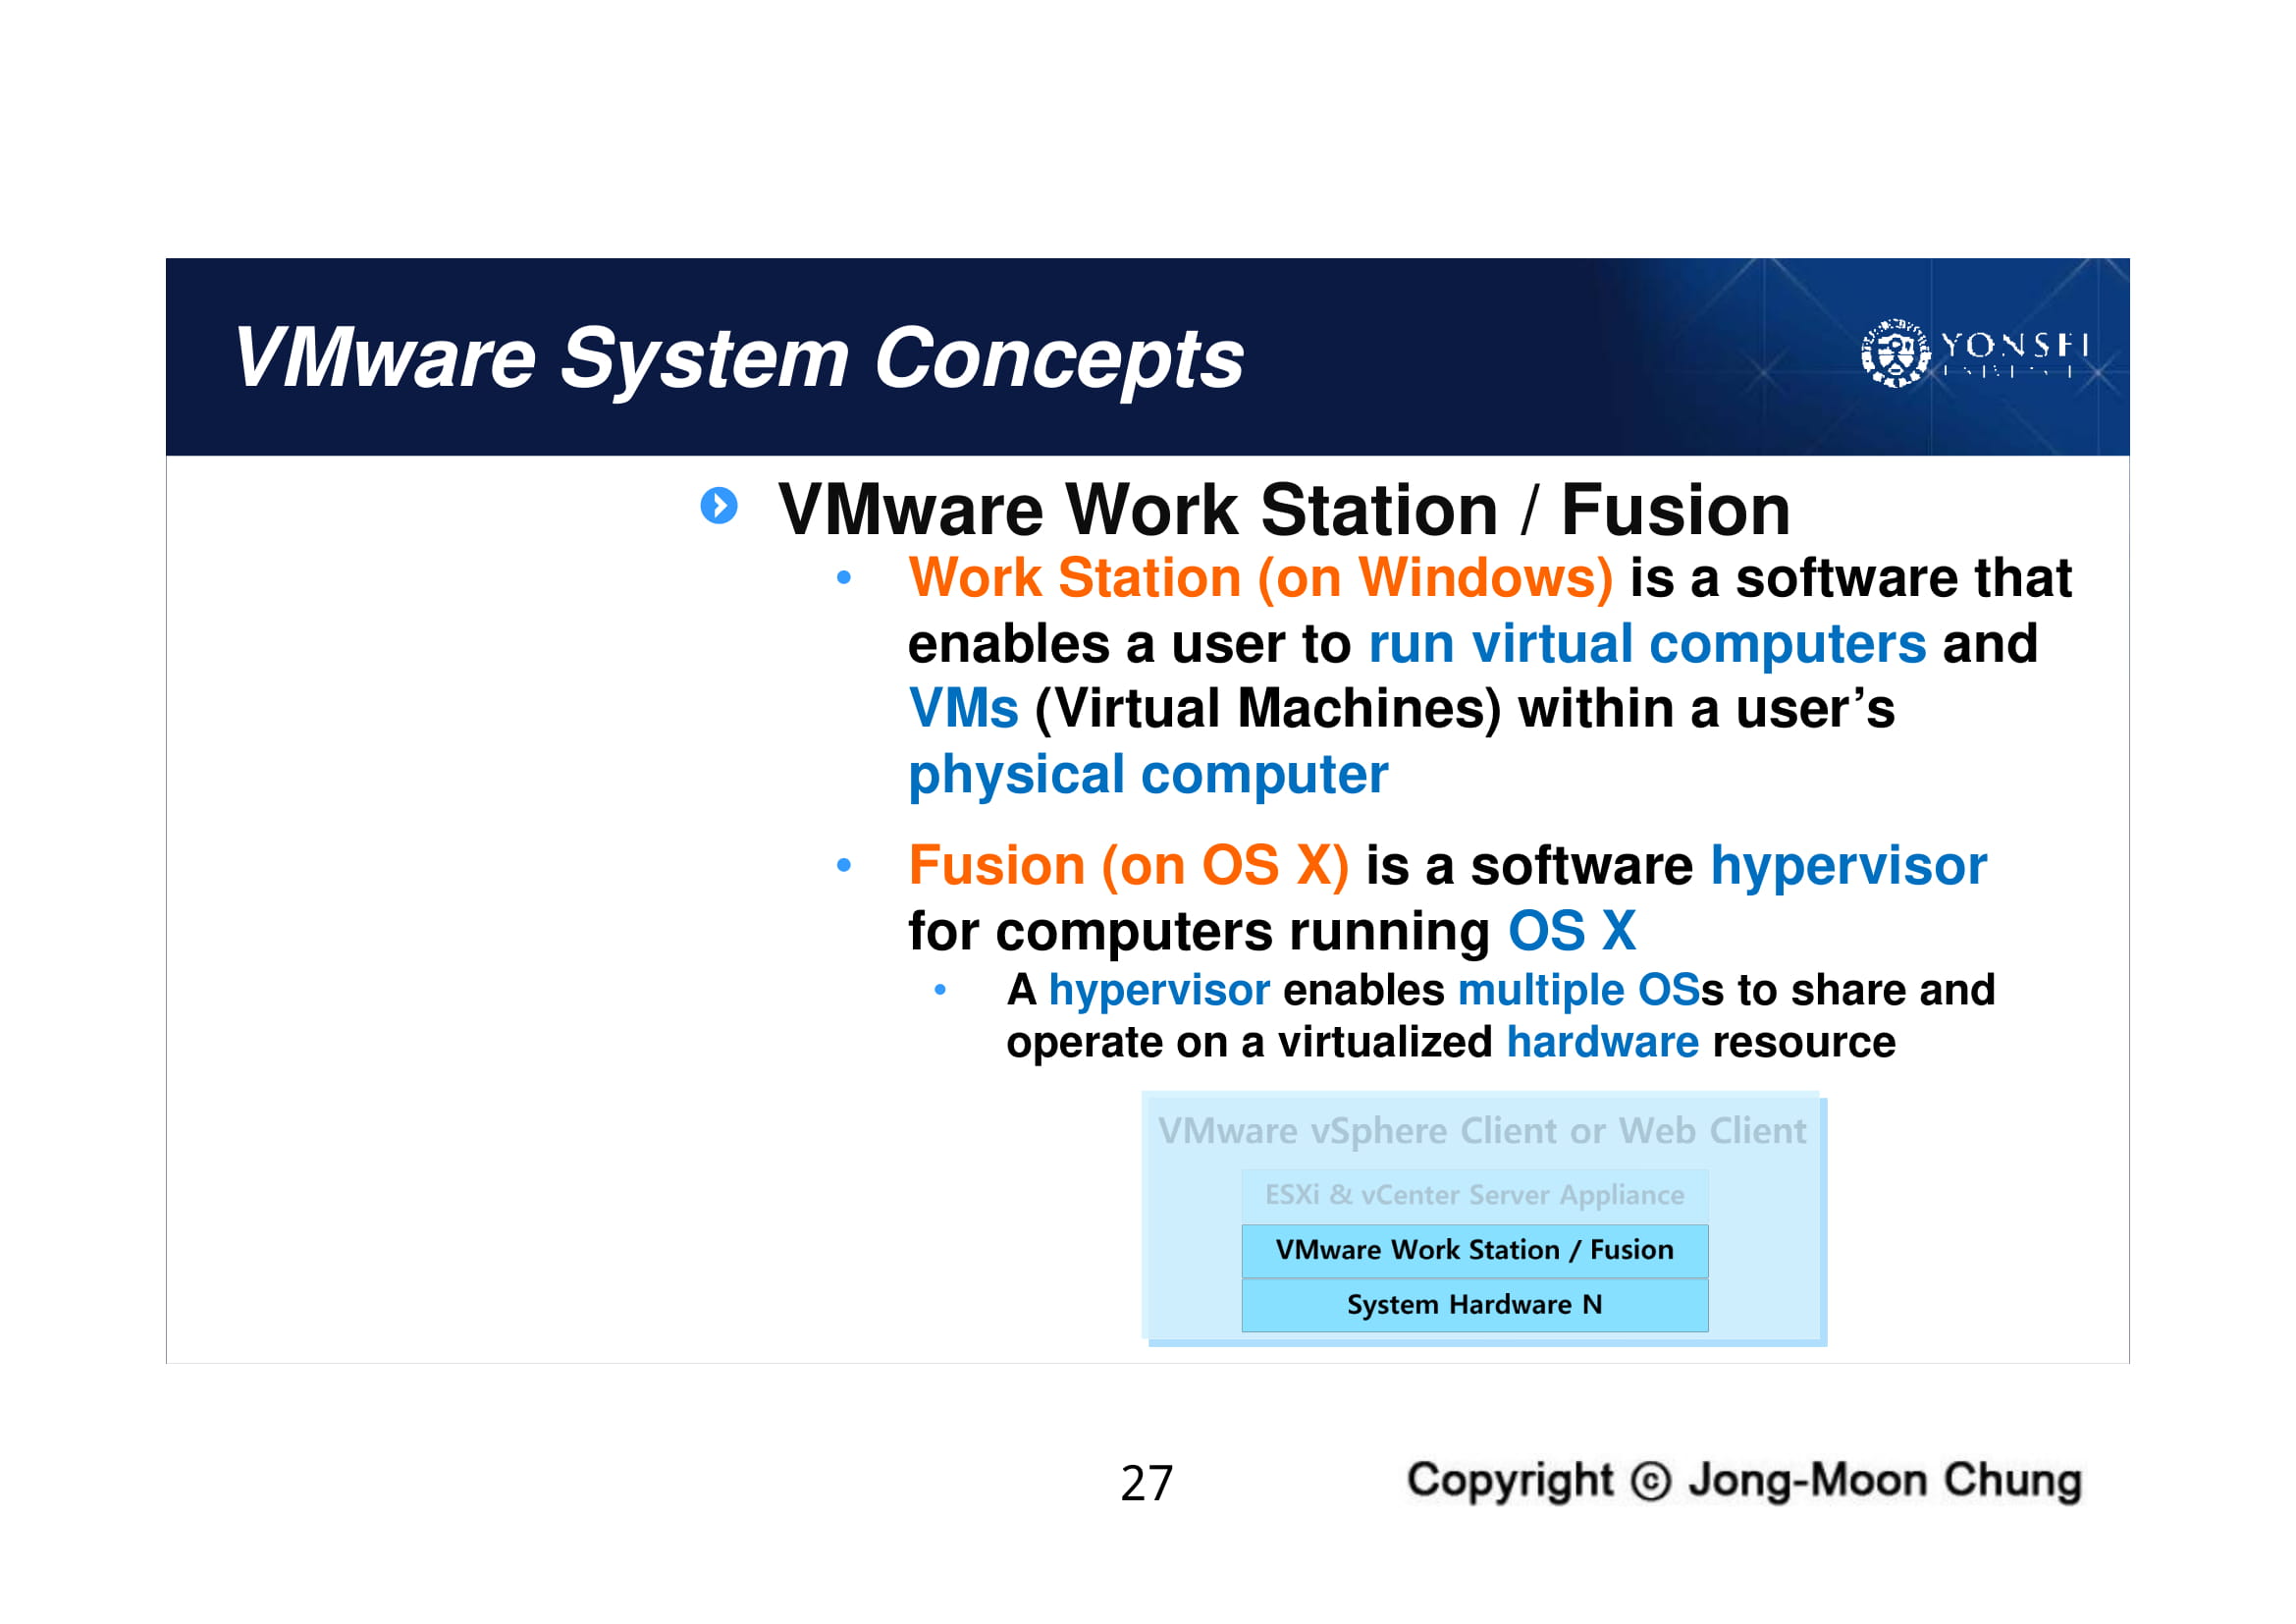 VMware System Concepts
YONSEI
VMware Work Station / Fusion
• Work Station (on Windows) is a software that
enables a user to run virtual computers and
VMs (Virtual Machines) within a user’s
physical computer
• Fusion (on OS X) is a software hypervisor
for computers running OS X
• A hypervisor enables multiple OSs to share and
operate on a virtualized hardware resource
VMware vSphere Client or Web Client
ESXi & vCenter Server Appliance
VMware Work Station / Fusion
System Hardware N
27
Copyright © Jong-Moon Chung